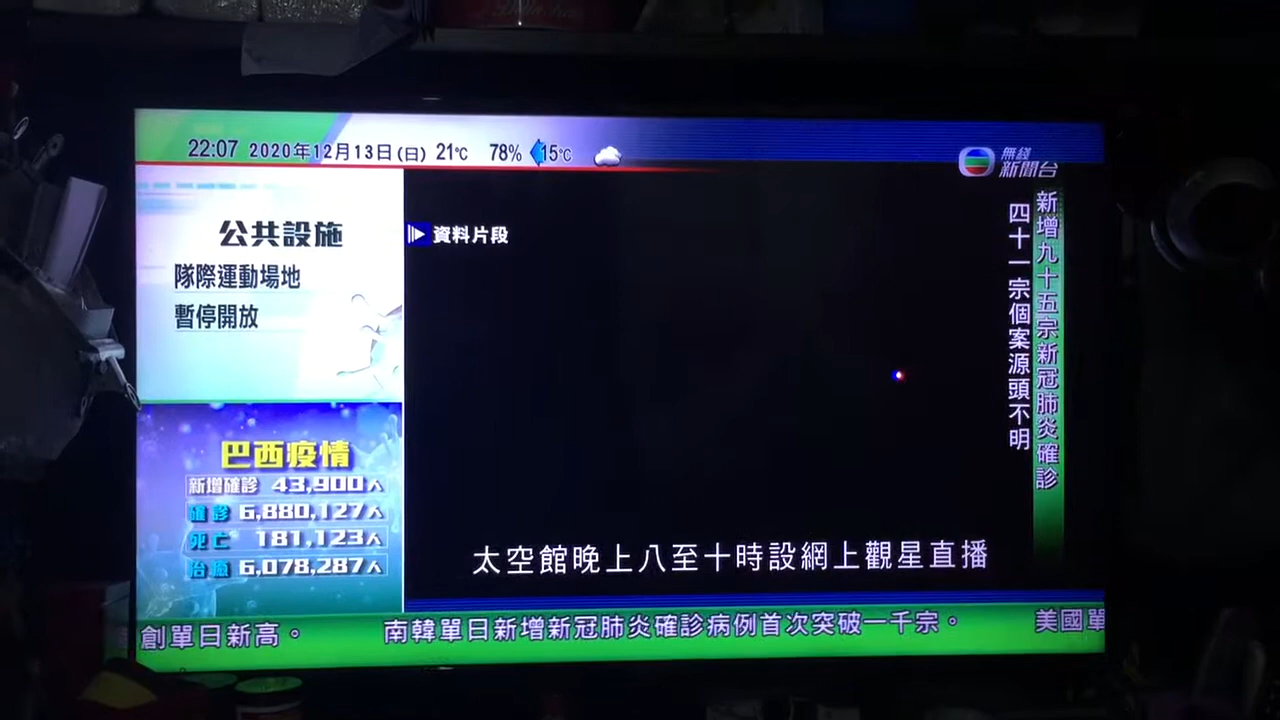 22:07 2020年12月13日(日) 21℃ 78% 15℃
無綫
新聞台
公共設施
隊際運動場地
暫停開放
資料片段
新增九十五宗新冠肺炎確診
四十一宗個案源頭不明
巴西疫情
新增確診 43,900人
確診 6,880,127人
死亡 181,123人
治癒 6,078,287人
太空館晚上八至十時設網上觀星直播
創單日新高。 南韓單日新增新冠肺炎確診病例首次突破一千宗。 美國單